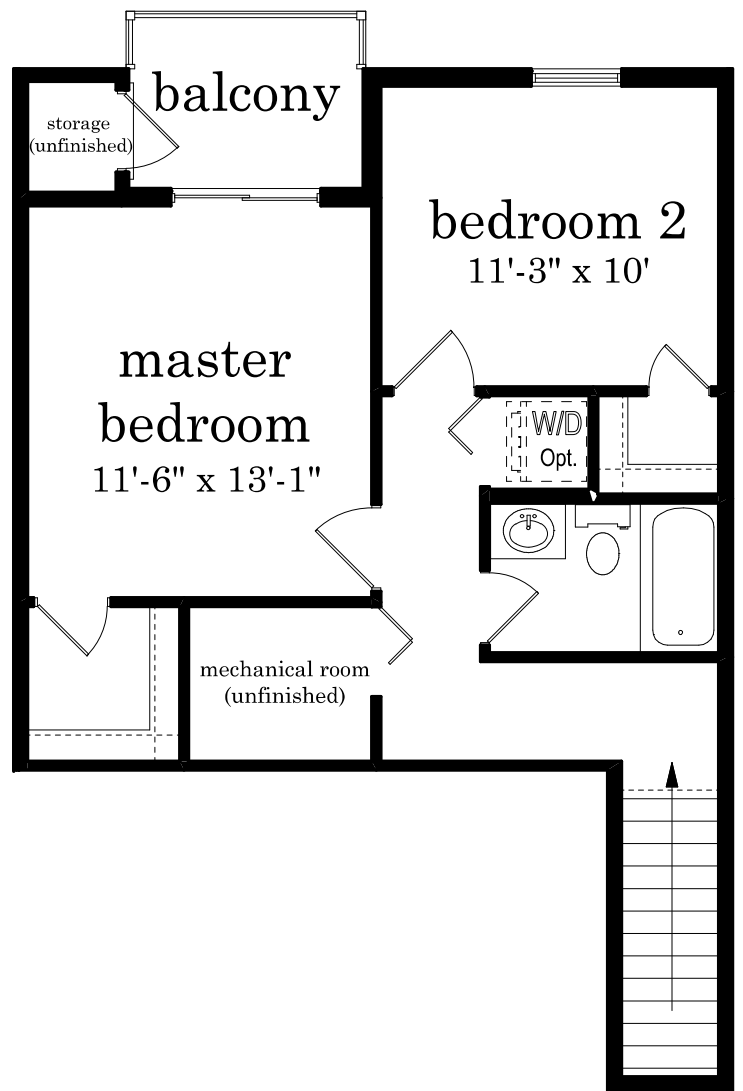 balcony
storage
(unfinished)
bedroom 2
11'-3" x 10'
master
bedroom
11'-6" x 13'-1"
W/D
Opt.
mechanical room
(unfinished)